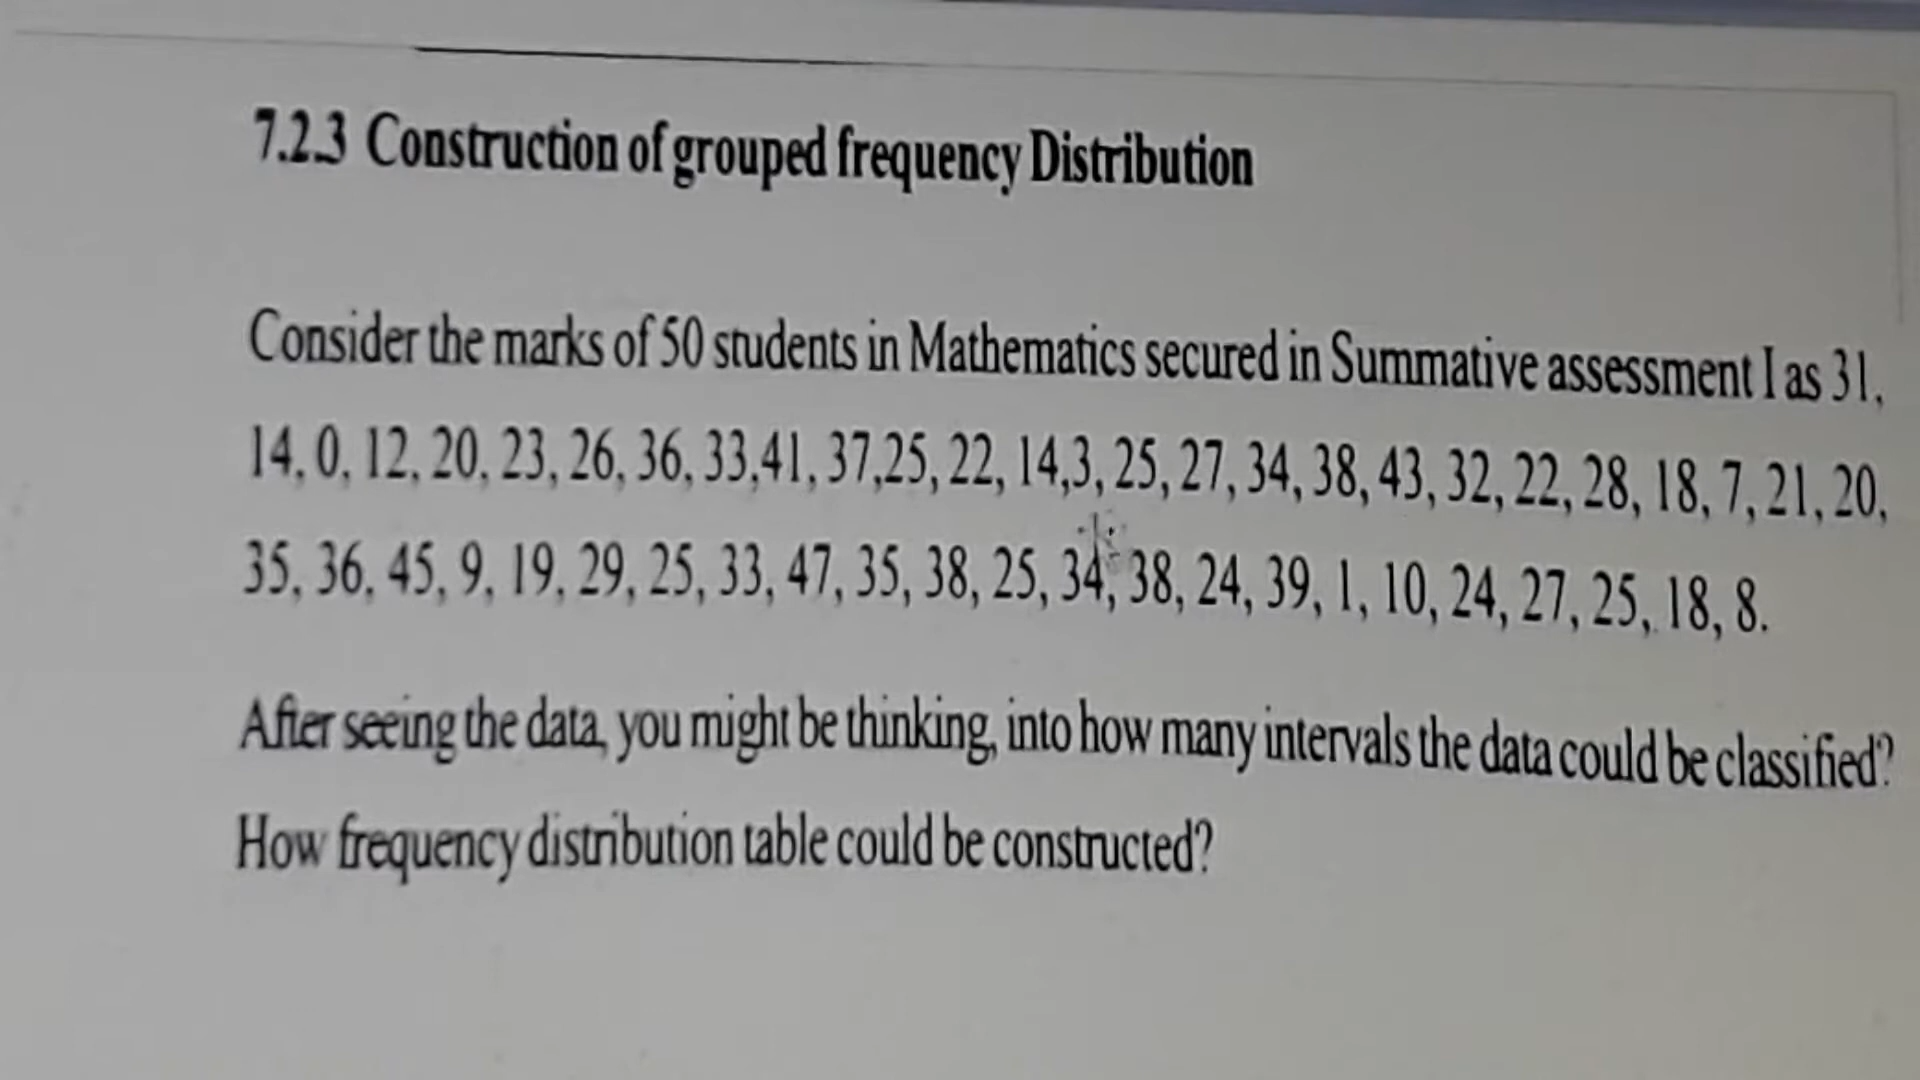 7.2.3 Construction of grouped frequency Distribution
Consider the marks of 50 students in Mathematics secured in Summative assessment I as 31,
14, 0, 12, 20, 23, 26, 36, 33,41, 37,25, 22, 14,3, 25, 27, 34, 38, 43, 32, 22, 28, 18, 7, 21, 20,
35, 36, 45, 9, 19, 29, 25, 33, 47, 35, 38, 25, 34, 38, 24, 39, 1, 10, 24, 27, 25, 18, 8.
After seeing the data, you might be thinking, into how many intervals the data could be classified?
How frequency distribution table could be constructed?